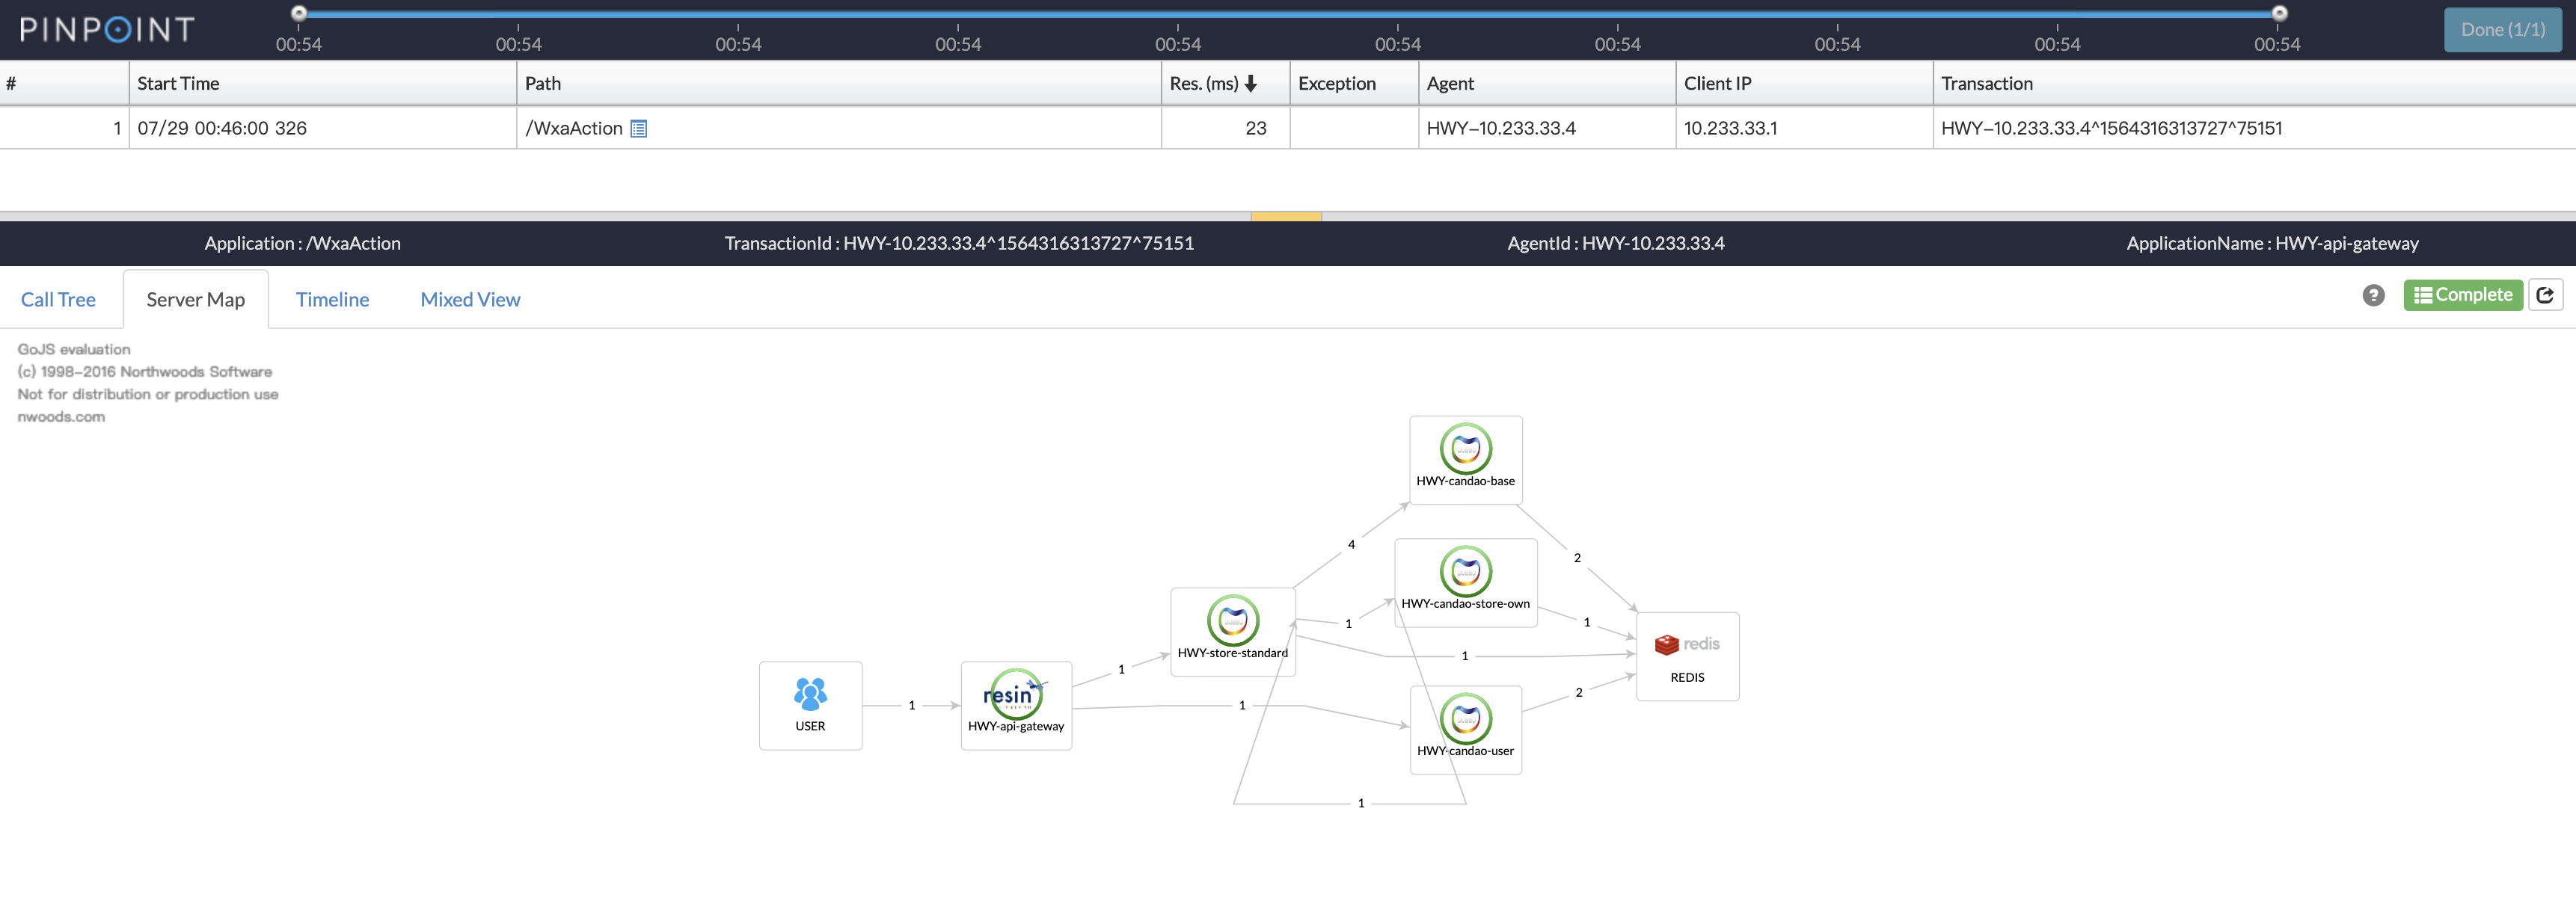 PINPOINT
00:54 00:54 00:54 00:54 00:54 00:54 00:54 00:54 00:54 00:54
Done (1/1)
# Start Time Path Res. (ms) Exception Agent Client IP Transaction
1 07/29 00:46:00 326 /WxaAction 23 HWY-10.233.33.4 10.233.33.1 HWY-10.233.33.4^1564316313727^75151
Application : /WxaAction TransactionId : HWY-10.233.33.4^1564316313727^75151 AgentId : HWY-10.233.33.4 ApplicationName : HWY-api-gateway
Call Tree Server Map Timeline Mixed View ? Complete
GoJS evaluation
(c) 1998-2016 Northwoods Software
Not for distribution or production use
nwoods.com
HWY-candao-base
4
2
HWY-candao-store-own
1
1
HWY-store-standard
redis
REDIS
1
1
resin
USER
1
HWY-api-gateway
1
2
HWY-candao-user
1